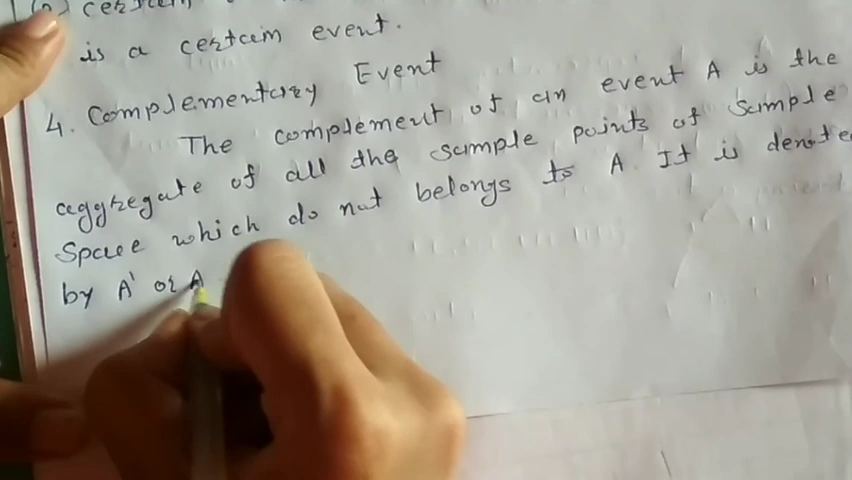 is a certain event.
4. Complementary Event
The complement of an event A is the
aggregate of all the sample points of sample
space which do not belongs to A. It is denoted
by A' or A